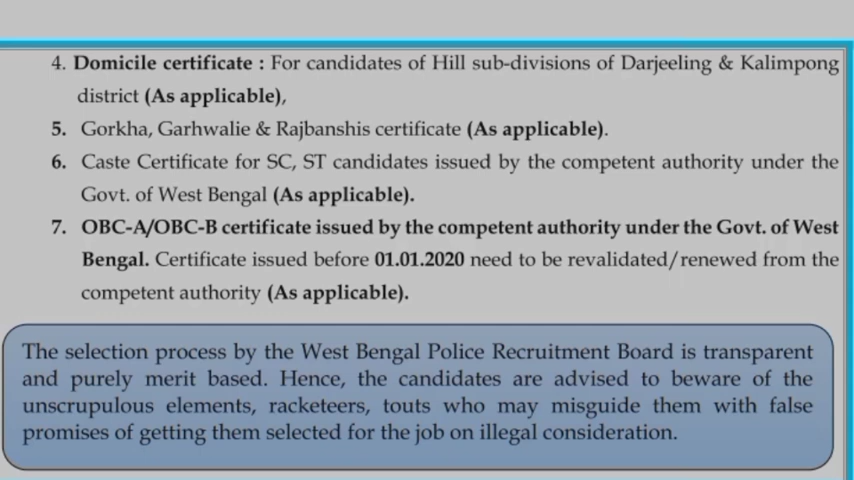 4. Domicile certificate : For candidates of Hill sub-divisions of Darjeeling & Kalimpong
district (As applicable),
5. Gorkha, Garhwalie & Rajbanshis certificate (As applicable).
6. Caste Certificate for SC, ST candidates issued by the competent authority under the
Govt. of West Bengal (As applicable).
7. OBC-A/OBC-B certificate issued by the competent authority under the Govt. of West
Bengal. Certificate issued before 01.01.2020 need to be revalidated/renewed from the
competent authority (As applicable).
The selection process by the West Bengal Police Recruitment Board is transparent
and purely merit based. Hence, the candidates are advised to beware of the
unscrupulous elements, racketeers, touts who may misguide them with false
promises of getting them selected for the job on illegal consideration.